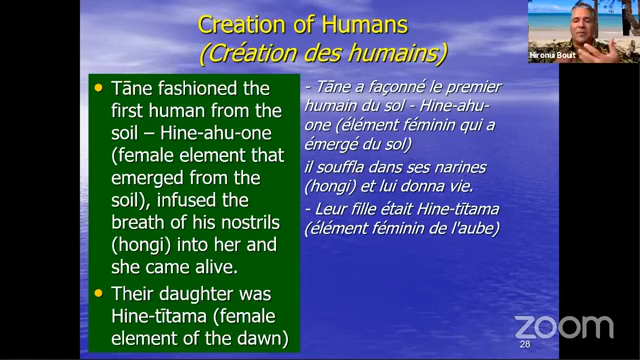 Creation of Humans
(Création des humains)
Hironui Bouit
• Tāne fashioned the
first human from the
soil – Hine-ahu-one
(female element that
emerged from the
soil), infused the
breath of his nostrils
(hongi) into her and
she came alive.
• Their daughter was
Hine-tītama (female
element of the dawn)
- Tāne a façonné le premier
humain du sol - Hine-ahu-
one (élément féminin qui a
émergé du sol)
il souffla dans ses narines
(hongi) et lui donna vie.
- Leur fille était Hine-tītama
(élément féminin de l'aube)
zoom
28